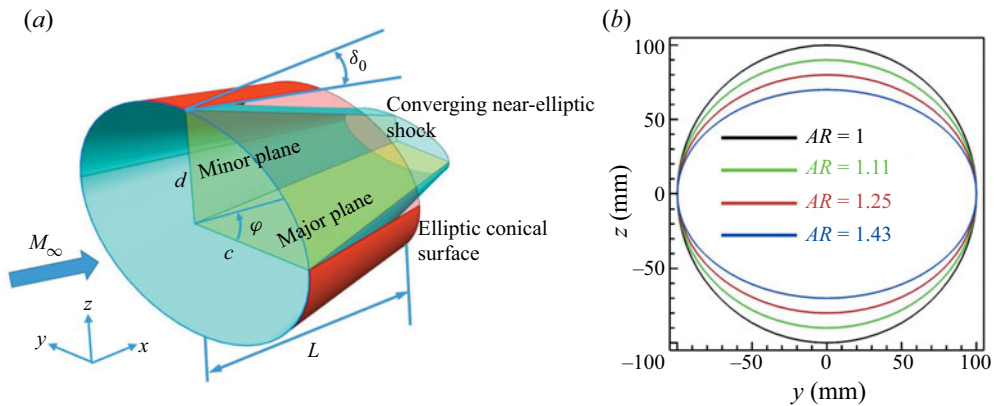 (a)
δ0
Converging near-elliptic
shock
Minor plane
d
Major plane
φ
c
Elliptic conical
surface
M∞
z
y
x
L
(b)
100
50
0
–50
–100
z (mm)
AR = 1
AR = 1.11
AR = 1.25
AR = 1.43
–50
0
50
100
y (mm)